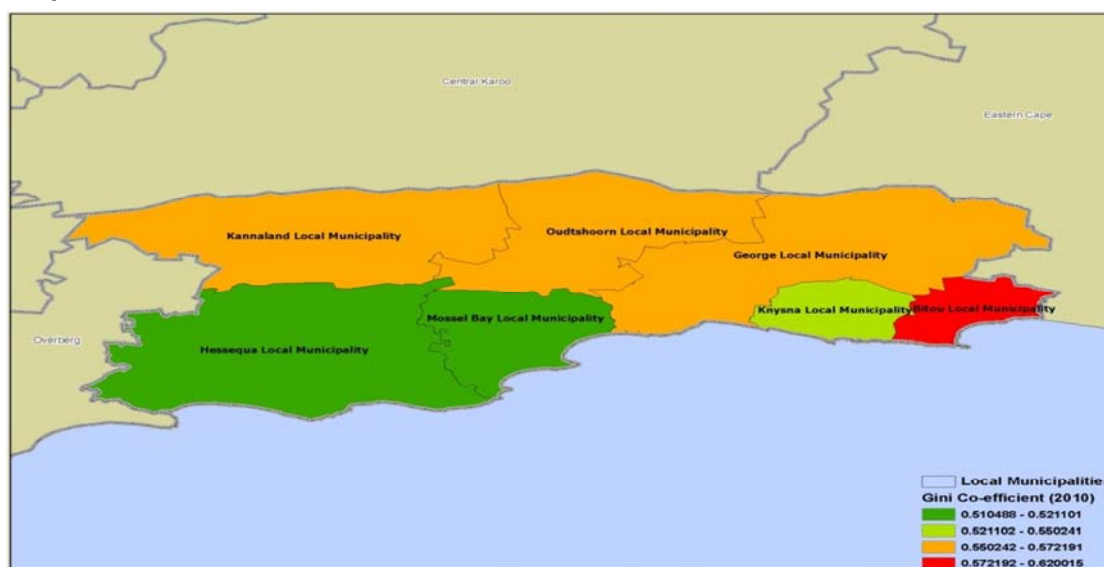 Central Karoo
Eastern Cape
Kannaland Local Municipality
Oudtshoorn Local Municipality
George Local Municipality
Knysna Local Municipality
Bitou Local Municipality
Mossel Bay Local Municipality
Overberg
Hessequa Local Municipality
Local Municipalities
Gini Co-efficient (2010)
0.510488 - 0.521101
0.521102 - 0.550241
0.550242 - 0.572191
0.572192 - 0.620015